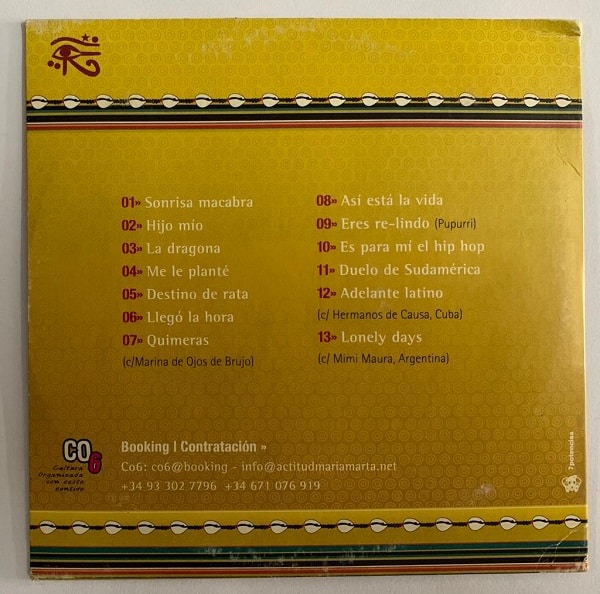 01» Sonrisa macabra
02» Hijo mío
03» La dragona
04» Me le planté
05» Destino de rata
06» Llegó la hora
07» Quimeras
(c/Marina de Ojos de Brujo)
08» Así está la vida
09» Eres re-lindo (Pupurri)
10» Es para mí el hip hop
11» Duelo de Sudamérica
12» Adelante latino
(c/ Hermanos de Causa, Cuba)
13» Lonely days
(c/ Mimi Maura, Argentina)
CO6
Cultura
Organizada
con cierto
sentido
Booking | Contratación »
Co6: co6@booking - info@actitudmariamarta.net
+34 93 302 7796 +34 671 076 919
7potencias